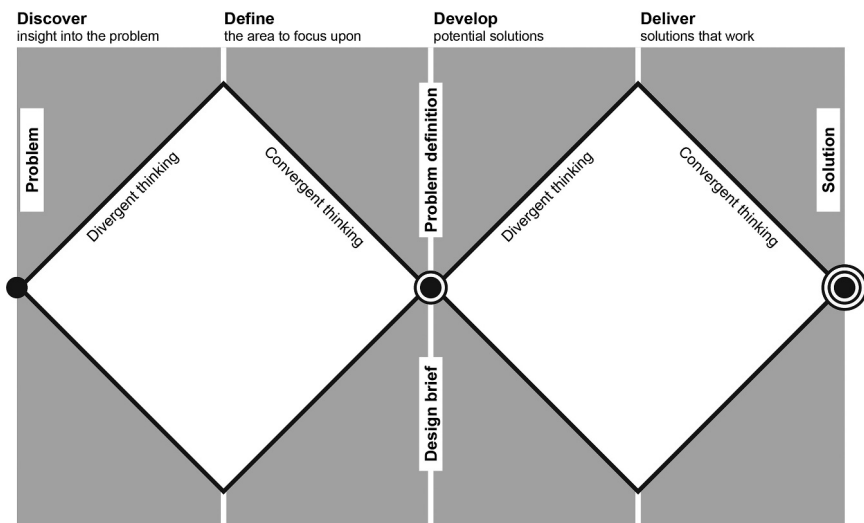 Discover
insight into the problem
Define
the area to focus upon
Develop
potential solutions
Deliver
solutions that work
Problem
Divergent thinking
Convergent thinking
Problem definition
Divergent thinking
Convergent thinking
Solution
Design brief